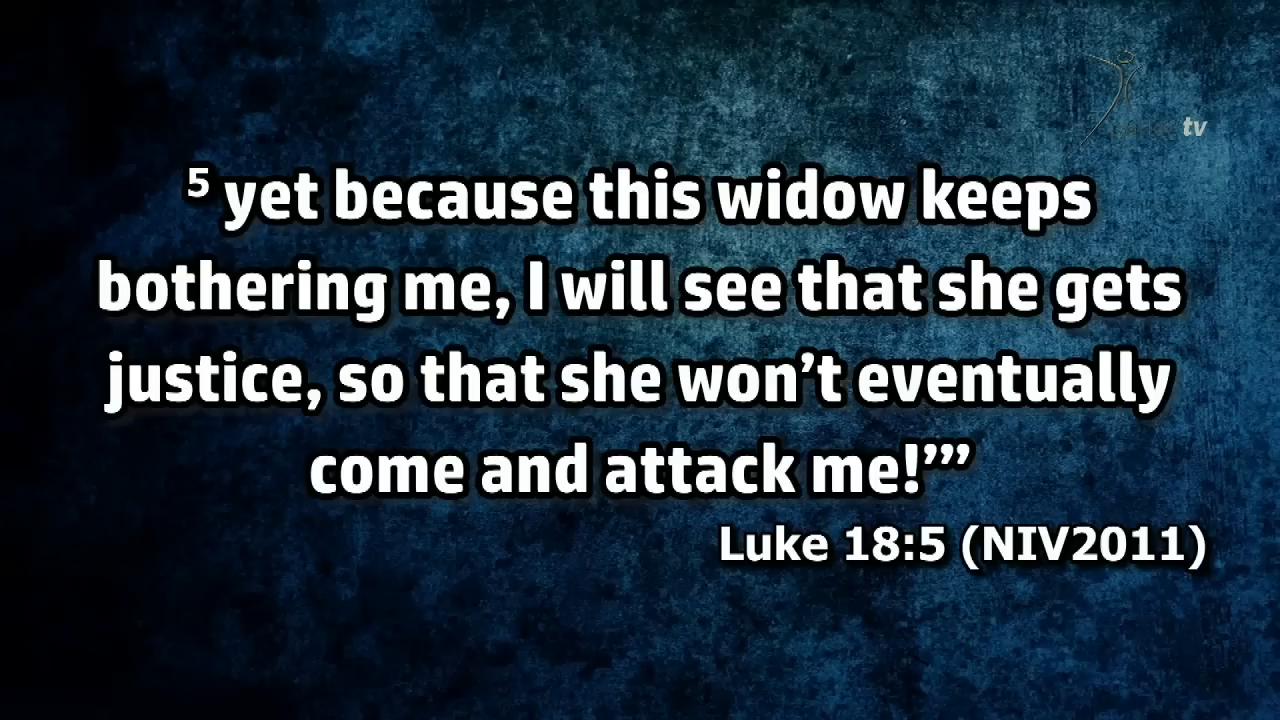 tv
⁵ yet because this widow keeps
bothering me, I will see that she gets
justice, so that she won’t eventually
come and attack me!’”
Luke 18:5 (NIV2011)